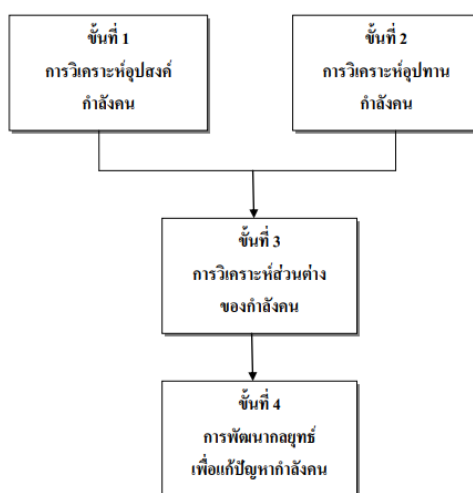 ขั้นที่ 1
การวิเคราะห์อุปสงค์
กำลังคน
ขั้นที่ 2
การวิเคราะห์อุปทาน
กำลังคน
ขั้นที่ 3
การวิเคราะห์ส่วนต่าง
ของกำลังคน
ขั้นที่ 4
การพัฒนากลยุทธ์
เพื่อแก้ปัญหากำลังคน